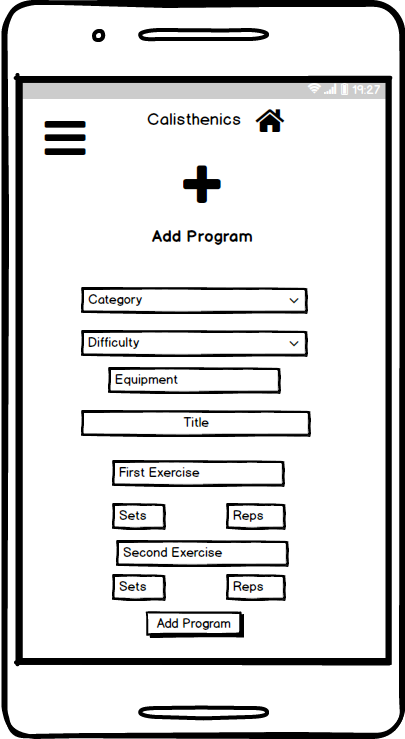 19:27
Calisthenics
Add Program
Category
Difficulty
Equipment
Title
First Exercise
Sets Reps
Second Exercise
Sets Reps
Add Program